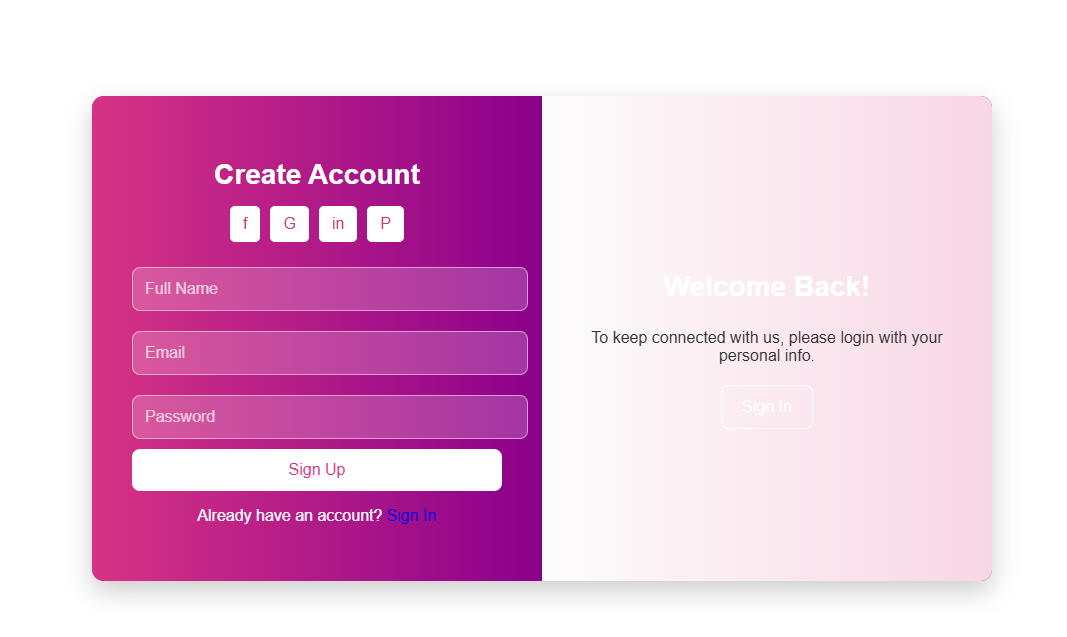 Create Account
f G in P
Full Name
Email
Password
Sign Up
Already have an account? Sign In
Welcome Back!
To keep connected with us, please login with your
personal info.
Sign In